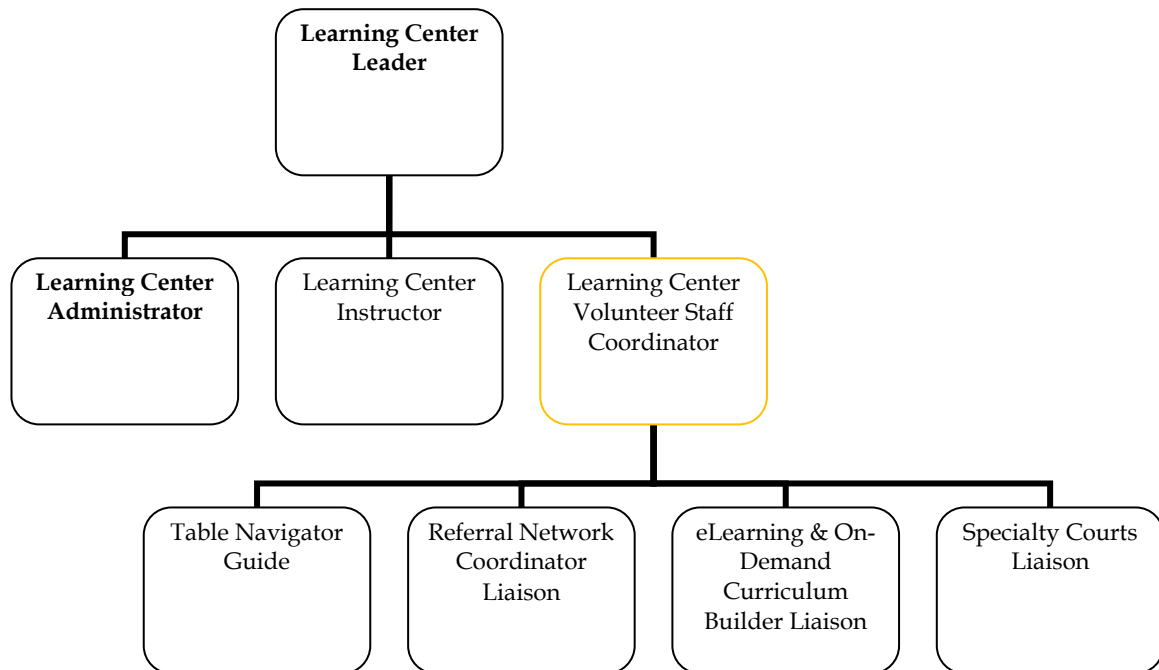 Learning Center
Leader
Learning Center
Administrator
Learning Center
Instructor
Learning Center
Volunteer Staff
Coordinator
Table Navigator
Guide
Referral Network
Coordinator
Liaison
eLearning & On-
Demand
Curriculum
Builder Liaison
Specialty Courts
Liaison